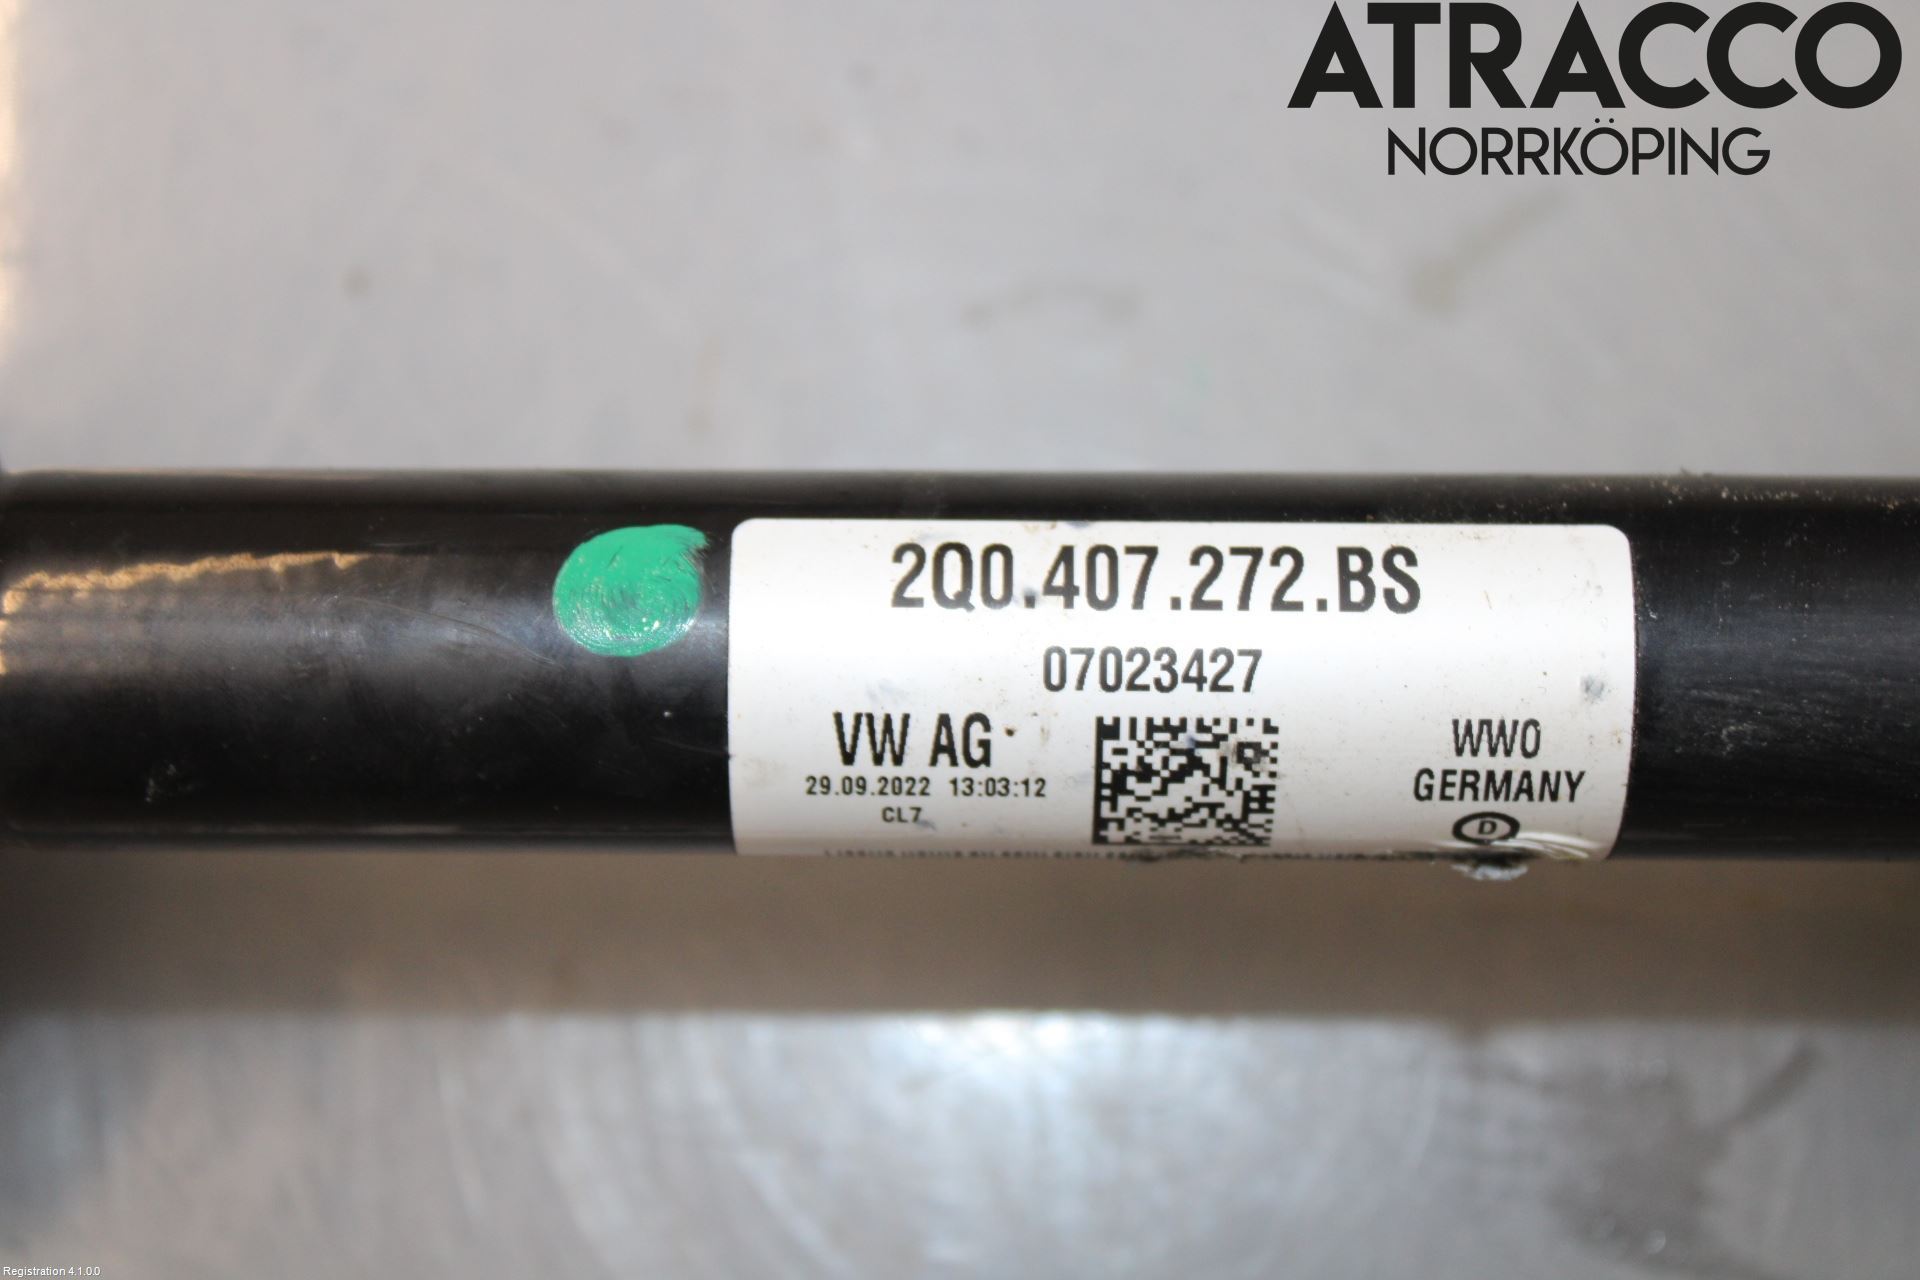 ATRACCO
NORRKÖPING
2Q0.407.272.BS
07023427
VW AG
29.09.2022 13:03:12
CL7
WWO
GERMANY
D
Registration 4.1.0.0